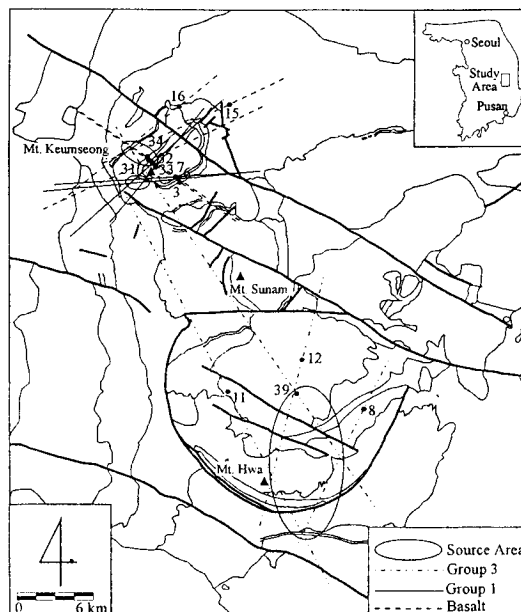 Seoul
Study
Area
Pusan
16
15
34
Mt. Keumseong
31
7
3
Mt. Sunam
12
39
11
8
Mt. Hwa
0 6 km
Source Area
Group 3
Group 1
Basalt